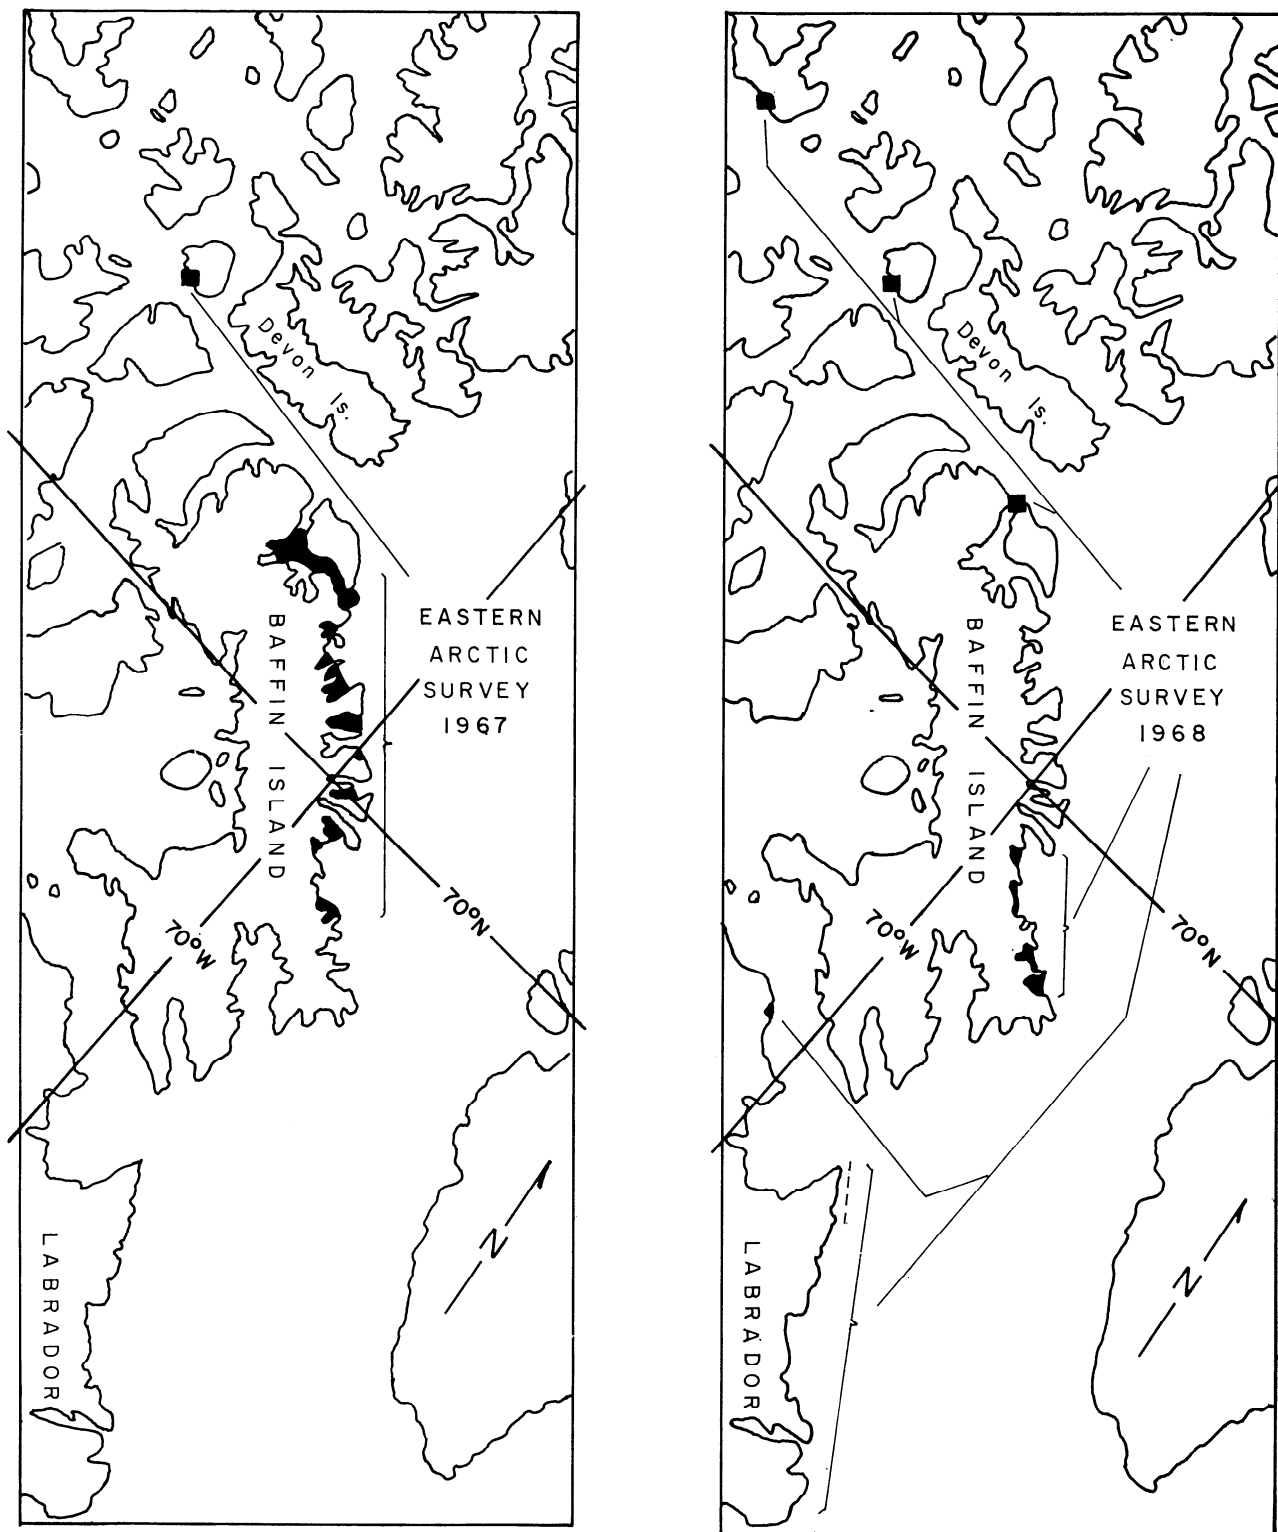 Devon Is.
BAFFIN ISLAND
EASTERN
ARCTIC
SURVEY
1967
70°N
70°W
N
LABRADOR
Devon Is.
BAFFIN ISLAND
EASTERN
ARCTIC
SURVEY
1968
70°W
70°N
N
LABRADOR